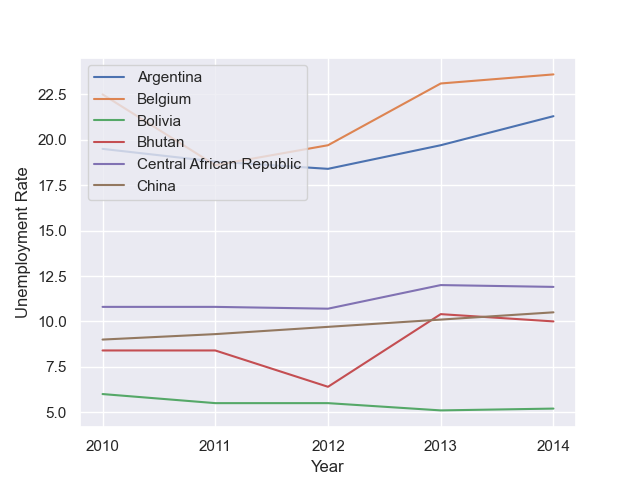 Argentina
Belgium
Bolivia
Bhutan
Central African Republic
China
22.5
20.0
17.5
15.0
12.5
10.0
7.5
5.0
Unemployment Rate
2010 2011 2012 2013 2014
Year